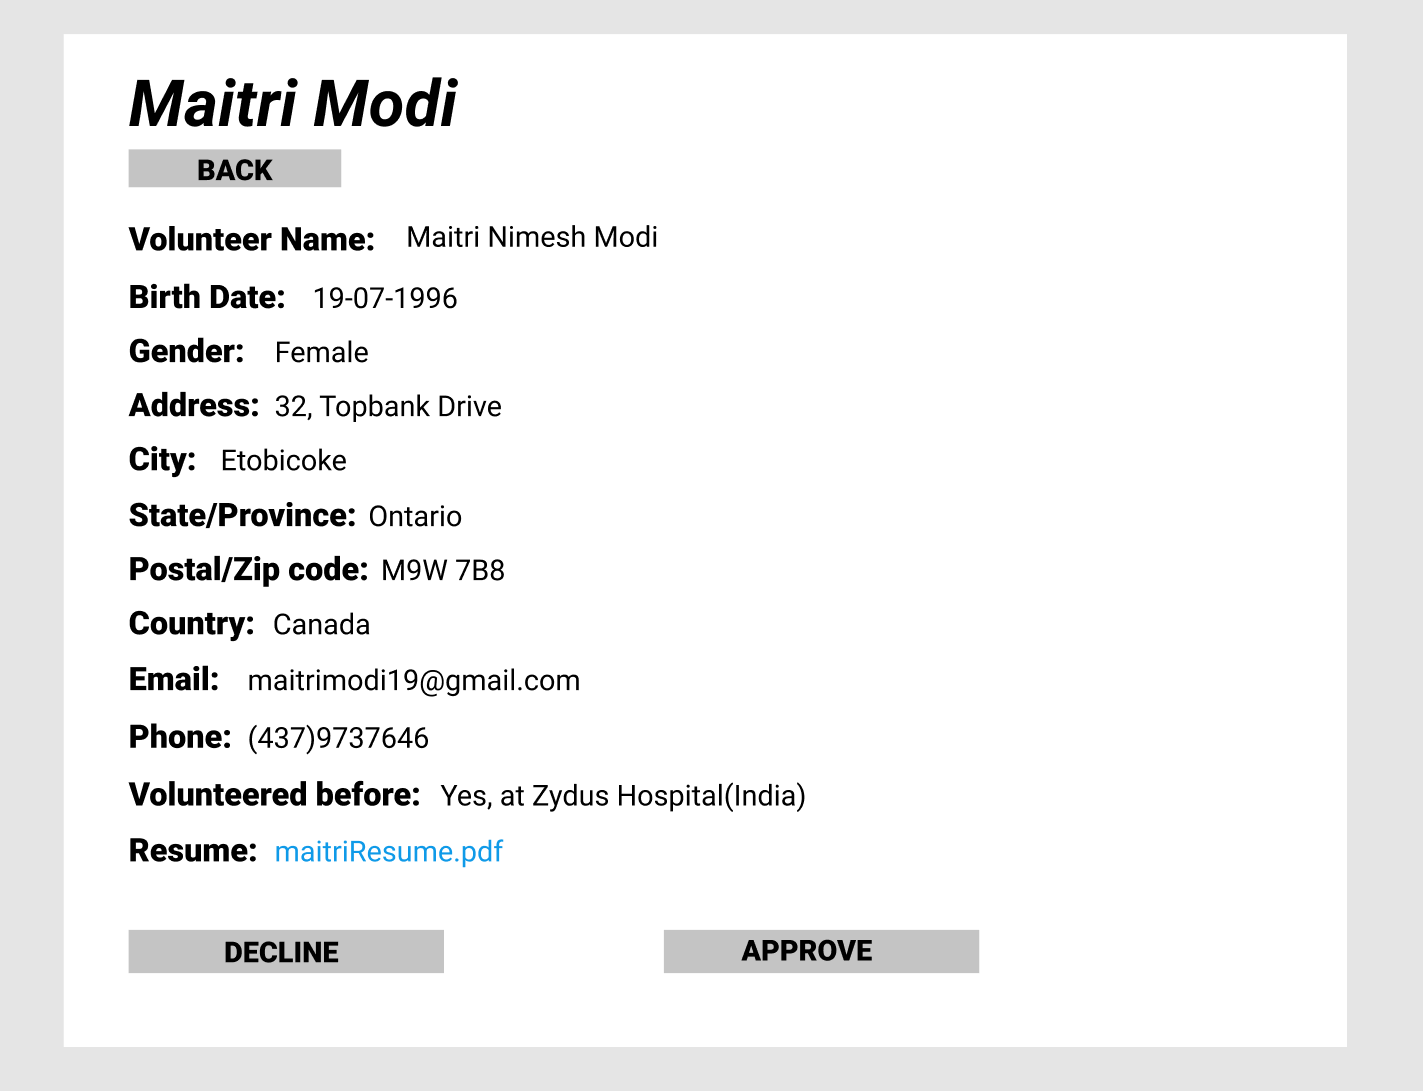 Maitri Modi
BACK
Volunteer Name: Maitri Nimesh Modi
Birth Date: 19-07-1996
Gender: Female
Address: 32, Topbank Drive
City: Etobicoke
State/Province: Ontario
Postal/Zip code: M9W 7B8
Country: Canada
Email: maitrimodi19@gmail.com
Phone: (437)9737646
Volunteered before: Yes, at Zydus Hospital(India)
Resume: maitriResume.pdf
DECLINE APPROVE